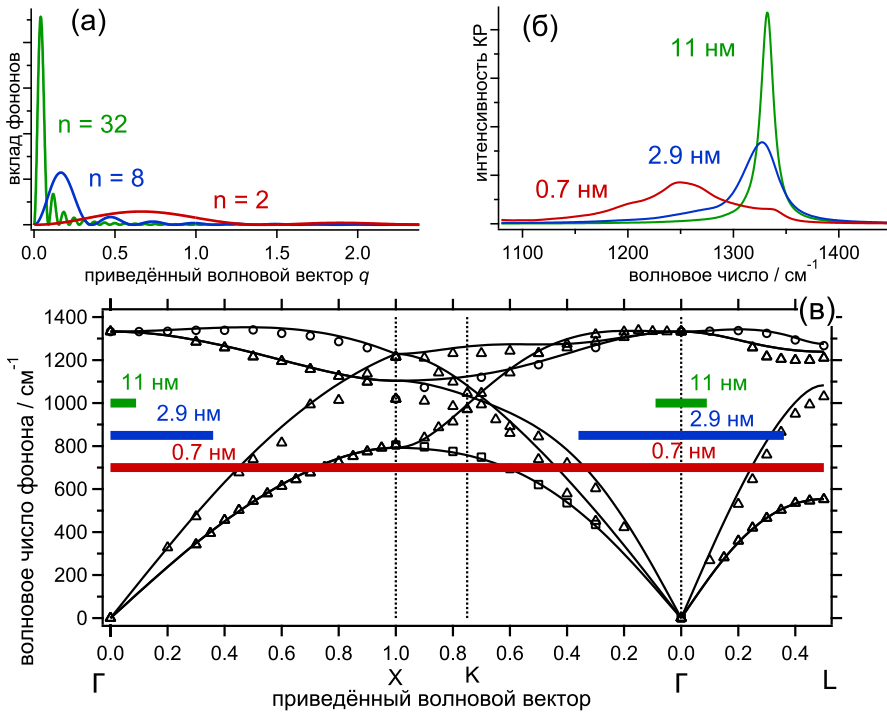 (а)
вклад фононов
n = 32
n = 8
n = 2
0.0 0.5 1.0 1.5 2.0
приведённый волновой вектор q
(б)
интенсивность КР
11 нм
2.9 нм
0.7 нм
1100 1200 1300 1400
волновое число / см⁻¹
(в)
волновое число фонона / см⁻¹
1400
1200
1000
800
600
400
200
0
11 нм 11 нм
2.9 нм 2.9 нм
0.7 нм 0.7 нм
0.0 0.2 0.4 0.6 0.8 1.0 0.8 0.6 0.4 0.2 0.0 0.2 0.4
Γ X K Γ L
приведённый волновой вектор